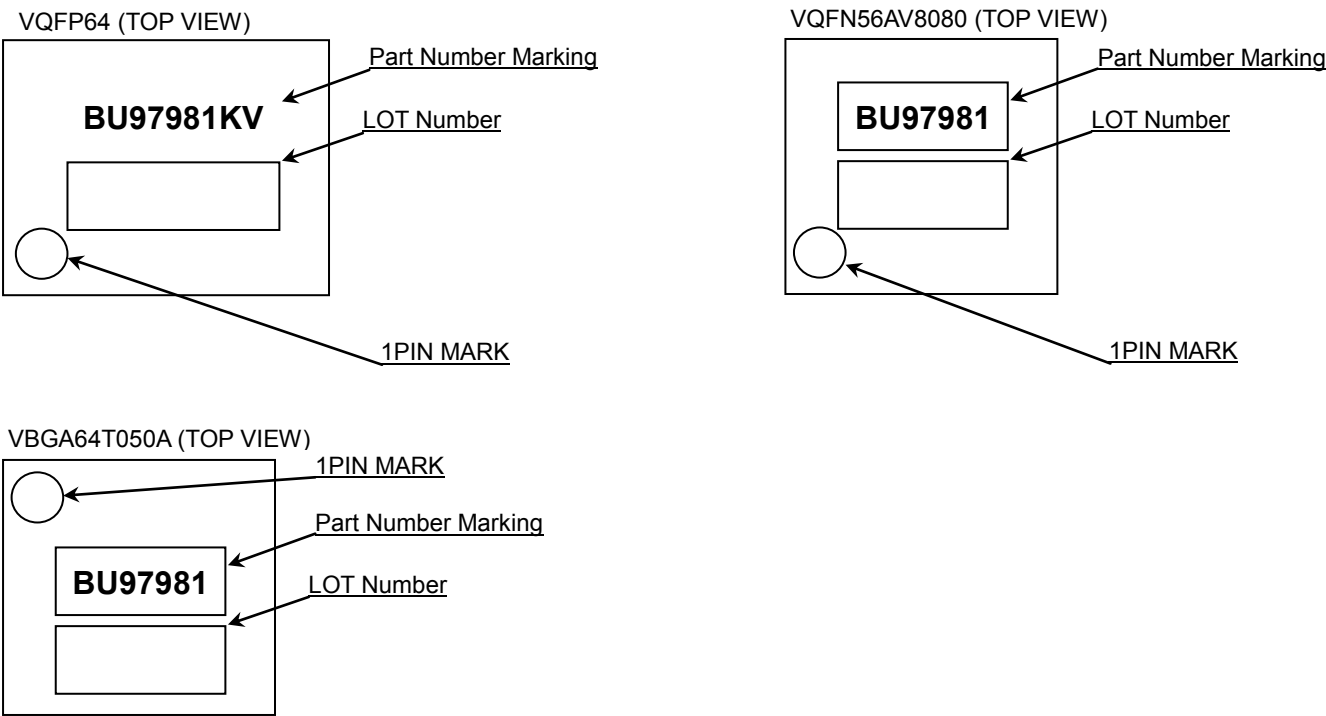 VQFP64 (TOP VIEW)
Part Number Marking
BU97981KV
LOT Number
1PIN MARK
VQFN56AV8080 (TOP VIEW)
Part Number Marking
BU97981
LOT Number
1PIN MARK
VBGA64T050A (TOP VIEW)
1PIN MARK
Part Number Marking
BU97981
LOT Number